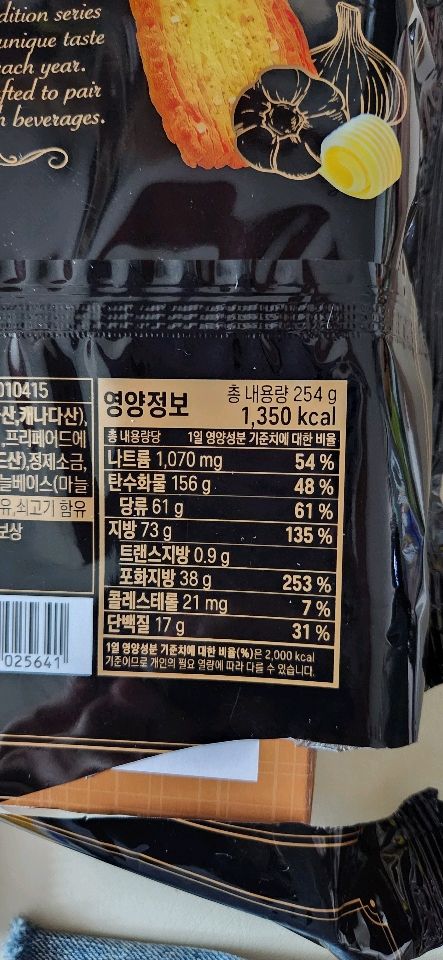 dition series
unique taste
each year.
fted to pair
beverages.
010415
산,캐나다산),
, 프리페어드에
산),정제소금,
늘베이스(마늘
유,쇠고기 함유
보상
025641
영양정보
총 내용량 254 g
1,350 kcal
총 내용량당 1일 영양성분 기준치에 대한 비율
나트륨 1,070 mg 54 %
탄수화물 156 g 48 %
당류 61 g 61 %
지방 73 g 135 %
트랜스지방 0.9 g
포화지방 38 g 253 %
콜레스테롤 21 mg 7 %
단백질 17 g 31 %
1일 영양성분 기준치에 대한 비율(%)은 2,000 kcal
기준이므로 개인의 필요 열량에 따라 다를 수 있습니다.